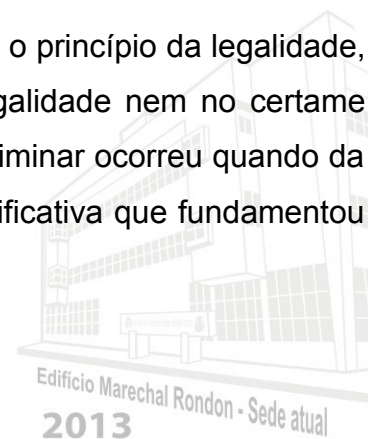 o princípio da legalidade,
galidade nem no certame
iminar ocorreu quando da
ificativa que fundamentou
Edifício Marechal Rondon - Sede atual
2013